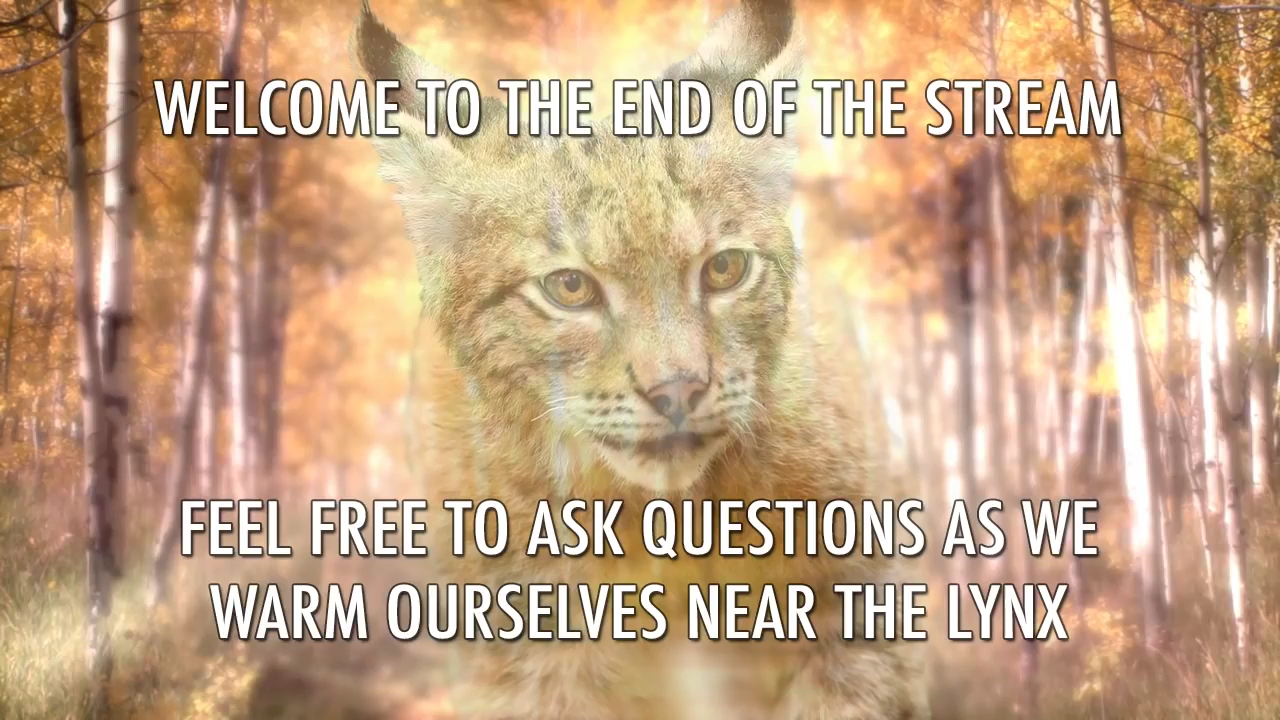 WELCOME TO THE END OF THE STREAM
FEEL FREE TO ASK QUESTIONS AS WE
WARM OURSELVES NEAR THE LYNX